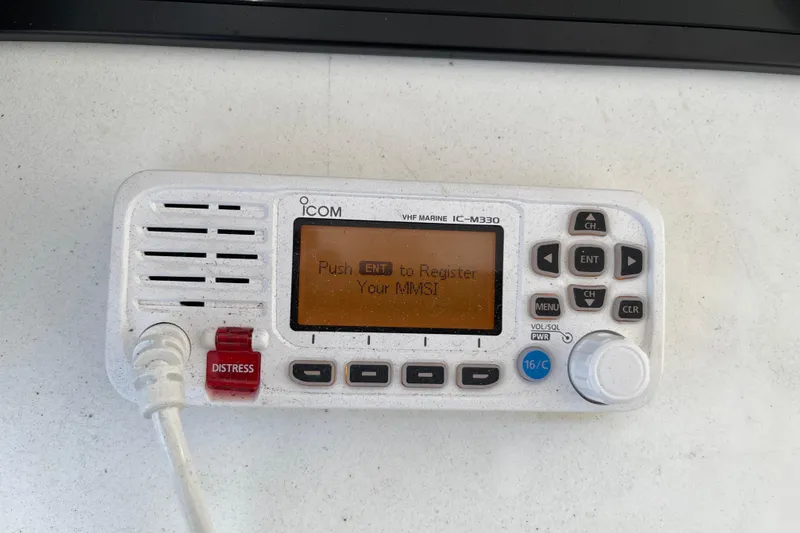 ICOM
VHF MARINE IC-M330
Push ENT to Register
Your MMSI
CH
ENT
CH
MENU
CLR
VOL/SQL
PWR
DISTRESS
16/C